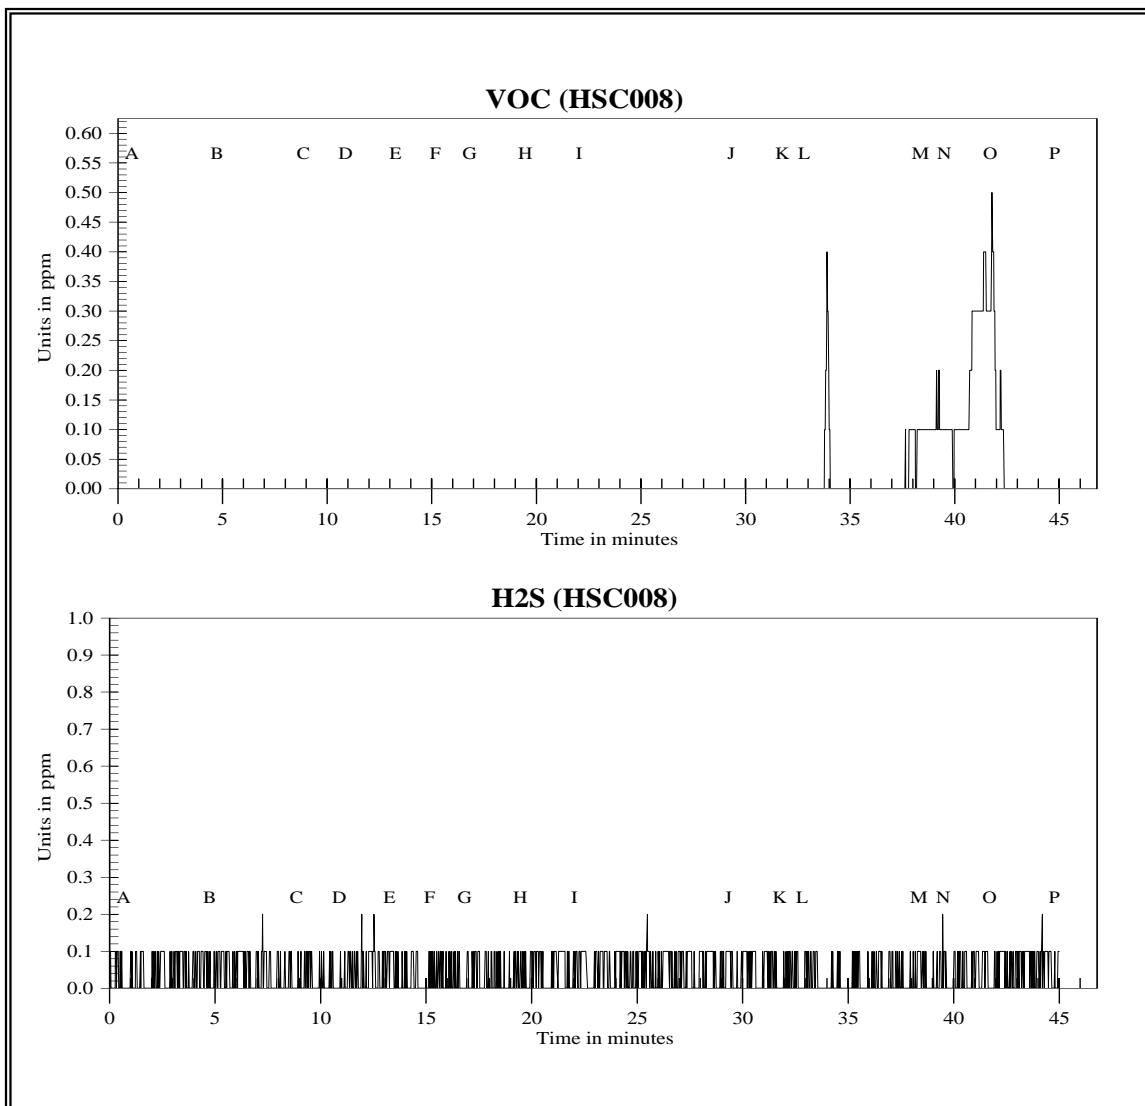 VOC (HSC008)
0.60
0.55
0.50
0.45
0.40
0.35
0.30
0.25
0.20
0.15
0.10
0.05
0.00
Units in ppm
A B C D E F G H I J K L M N O P
0 5 10 15 20 25 30 35 40 45
Time in minutes
H2S (HSC008)
1.0
0.9
0.8
0.7
0.6
0.5
0.4
0.3
0.2
0.1
0.0
Units in ppm
A B C D E F G H I J K L M N O P
0 5 10 15 20 25 30 35 40 45
Time in minutes